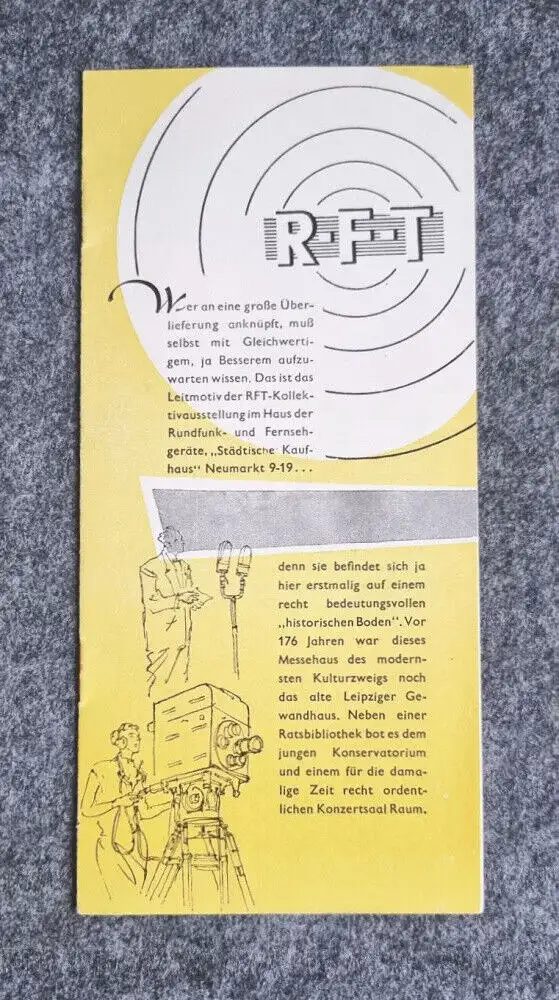 R·F·T
Wer an eine große Über-
lieferung anknüpft, muß
selbst mit Gleichwerti-
gem, ja Besserem aufzu-
warten wissen. Das ist das
Leitmotiv der RFT-Kollek-
tivausstellung im Haus der
Rundfunk- und Fernseh-
geräte, „Städtische Kauf-
haus" Neumarkt 9-19...
denn sie befindet sich ja
hier erstmalig auf einem
recht bedeutungsvollen
„historischen Boden". Vor
176 Jahren war dieses
Messehaus des modern-
sten Kulturzweigs noch
das alte Leipziger Ge-
wandhaus. Neben einer
Ratsbibliothek bot es dem
jungen Konservatorium
und einem für die dama-
lige Zeit recht ordent-
lichen Konzertsaal Raum.